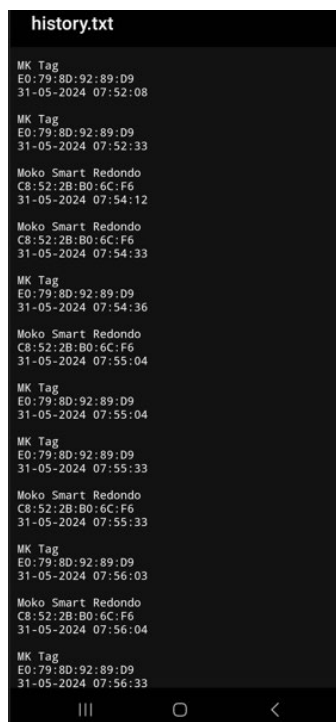 history.txt
MK Tag
E0:79:8D:92:89:D9
31-05-2024 07:52:08
MK Tag
E0:79:8D:92:89:D9
31-05-2024 07:52:33
Moko Smart Redondo
C8:52:2B:B0:6C:F6
31-05-2024 07:54:12
Moko Smart Redondo
C8:52:2B:B0:6C:F6
31-05-2024 07:54:33
MK Tag
E0:79:8D:92:89:D9
31-05-2024 07:54:36
Moko Smart Redondo
C8:52:2B:B0:6C:F6
31-05-2024 07:55:04
MK Tag
E0:79:8D:92:89:D9
31-05-2024 07:55:04
MK Tag
E0:79:8D:92:89:D9
31-05-2024 07:55:33
Moko Smart Redondo
C8:52:2B:B0:6C:F6
31-05-2024 07:55:33
MK Tag
E0:79:8D:92:89:D9
31-05-2024 07:56:03
Moko Smart Redondo
C8:52:2B:B0:6C:F6
31-05-2024 07:56:04
MK Tag
E0:79:8D:92:89:D9
31-05-2024 07:56:33